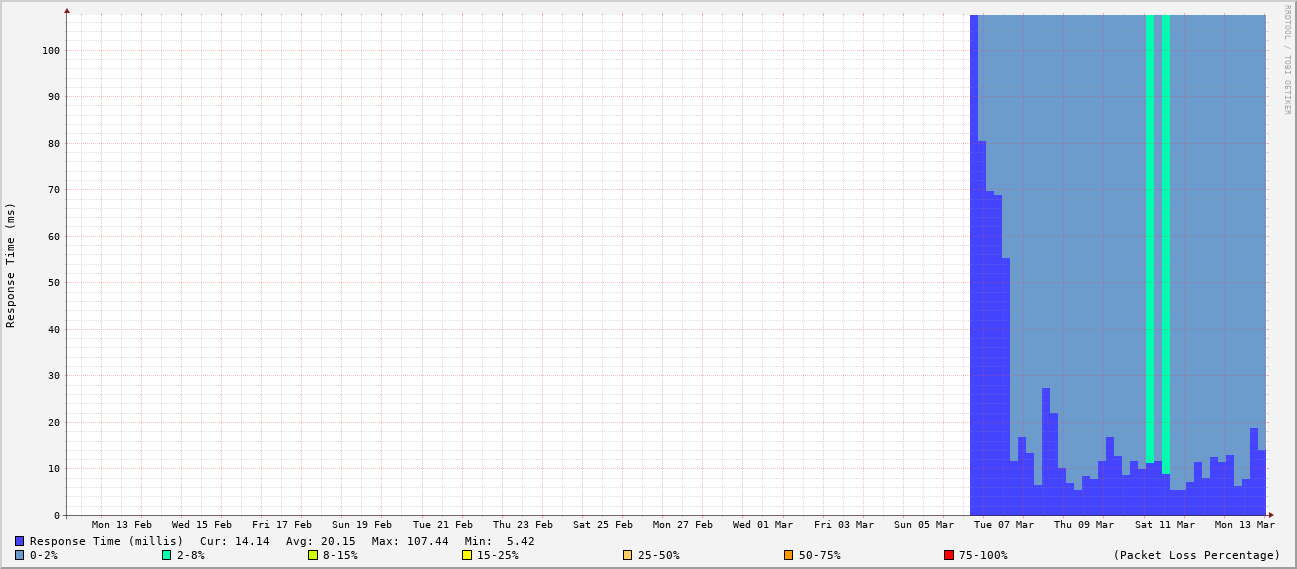 RRDTOOL / TOBI OETIKER
Response Time (ms)
100
90
80
70
60
50
40
30
20
10
0
Mon 13 Feb Wed 15 Feb Fri 17 Feb Sun 19 Feb Tue 21 Feb Thu 23 Feb Sat 25 Feb Mon 27 Feb Wed 01 Mar Fri 03 Mar Sun 05 Mar Tue 07 Mar Thu 09 Mar Sat 11 Mar Mon 13 Mar
Response Time (millis) Cur: 14.14 Avg: 20.15 Max: 107.44 Min: 5.42
0-2% 2-8% 8-15% 15-25% 25-50% 50-75% 75-100% (Packet Loss Percentage)